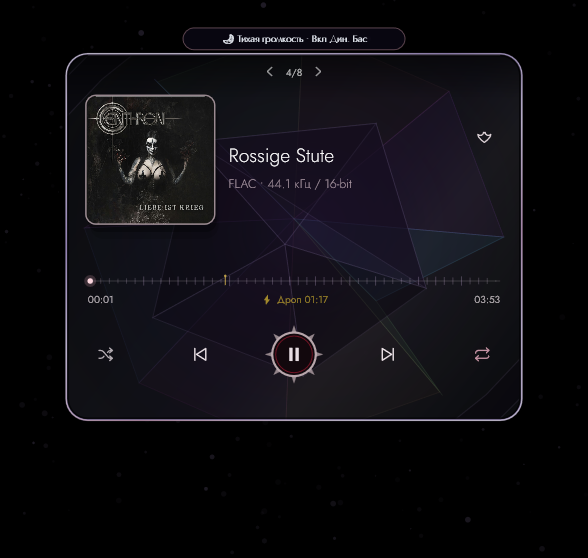 Тихая громкость · Вкл Дин. Бас
4/8
LIEBE IST KRIEG
Rossige Stute
FLAC · 44.1 кГц / 16-bit
00:01
Дроп 01:17
03:53